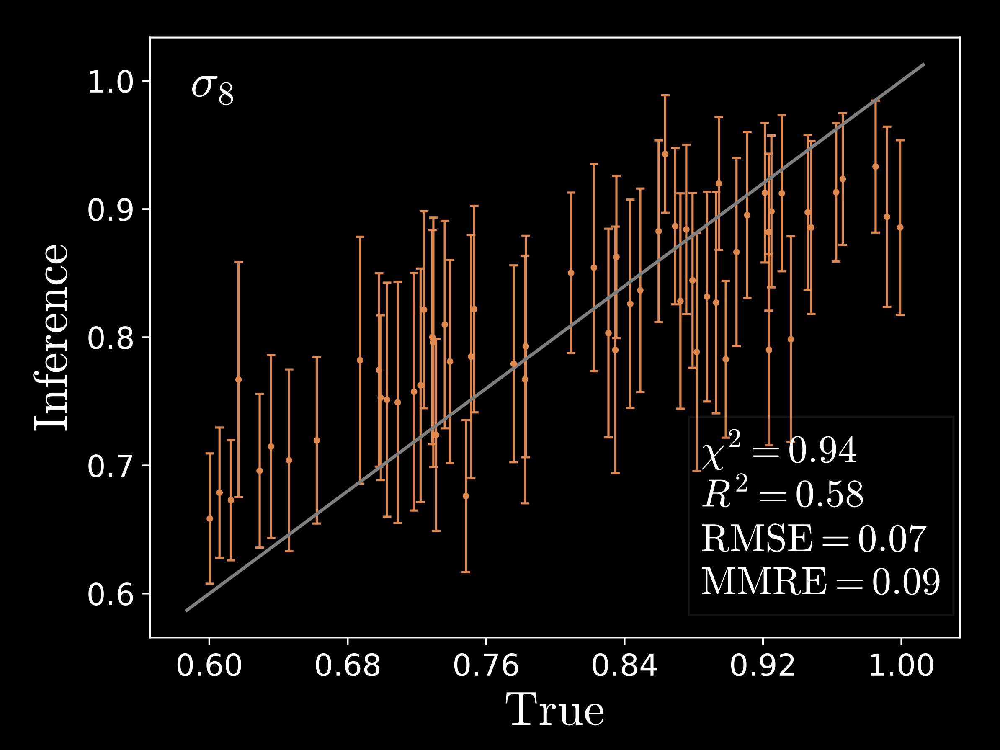 σ₈
1.0
0.9
0.8
0.7
0.6
Inference
χ² = 0.94
R² = 0.58
RMSE = 0.07
MMRE = 0.09
0.60 0.68 0.76 0.84 0.92 1.00
True